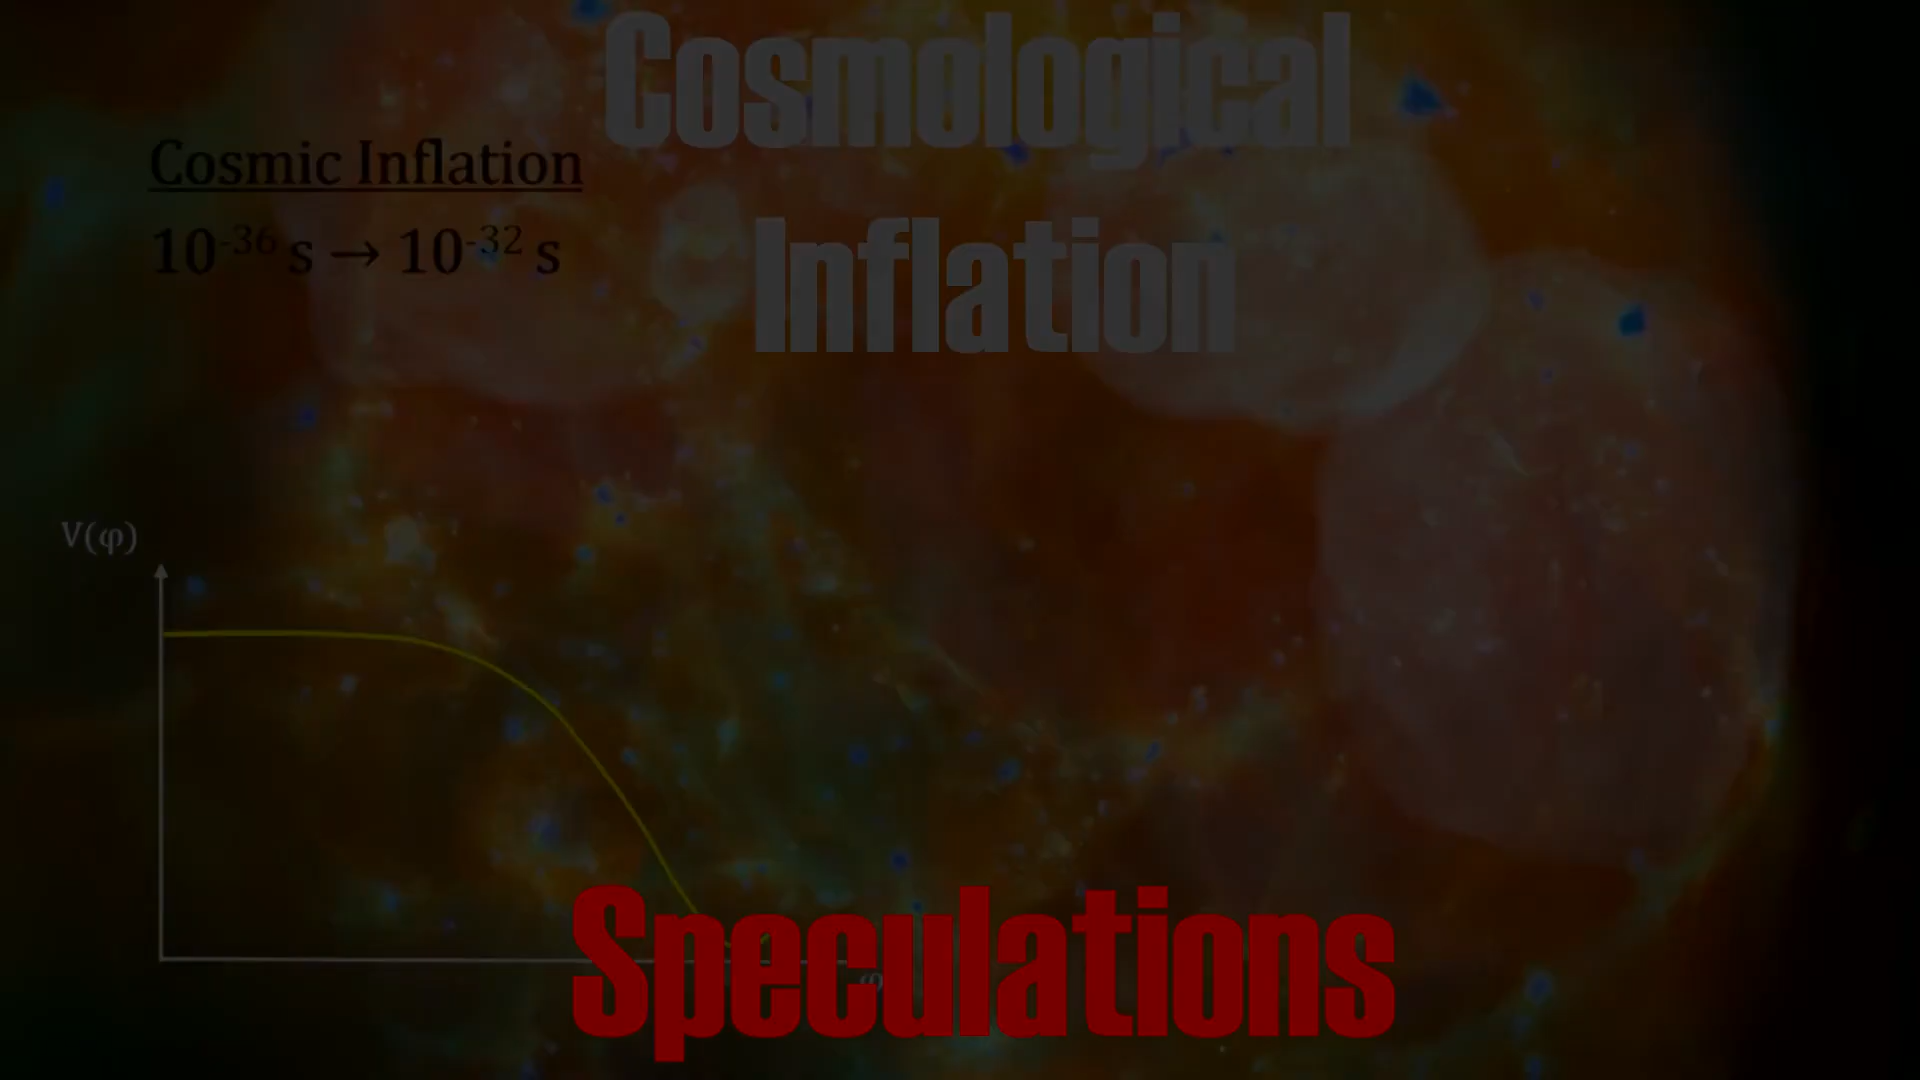 Cosmological
Inflation
Cosmic Inflation
10⁻³⁶ s → 10⁻³² s
V(φ)
φ
Speculations